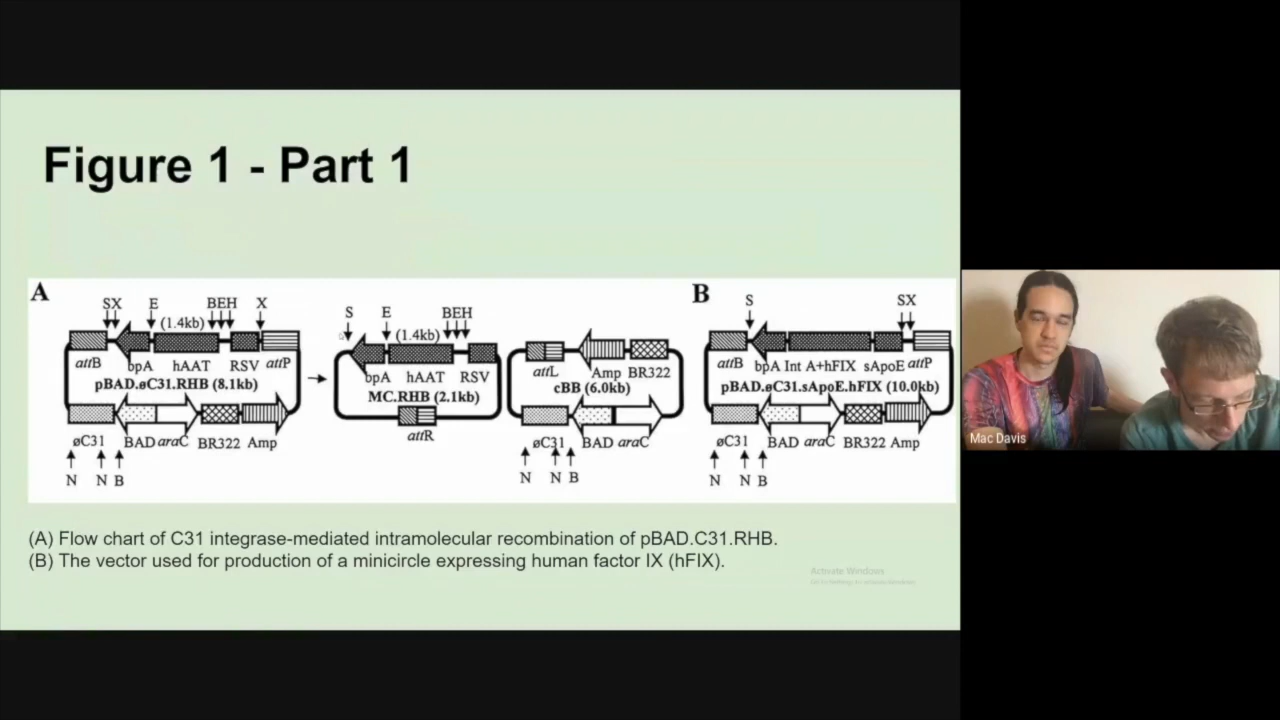 Figure 1 - Part 1
A
SX E BEH X
(1.4kb)
attB bpA hAAT RSV attP
pBAD.øC31.RHB (8.1kb)
øC31 BAD araC BR322 Amp
N N B
S E BEH
(1.4kb)
bpA hAAT RSV
MC.RHB (2.1kb)
attR
attL Amp BR322
cBB (6.0kb)
øC31 BAD araC
N N B
B
S SX
attB bpA Int A+hFIX sApoE attP
pBAD.øC31.sApoE.hFIX (10.0kb)
øC31 BAD araC BR322 Amp
N N B
(A) Flow chart of C31 integrase-mediated intramolecular recombination of pBAD.C31.RHB.
(B) The vector used for production of a minicircle expressing human factor IX (hFIX).
Activate Windows
Mac Davis